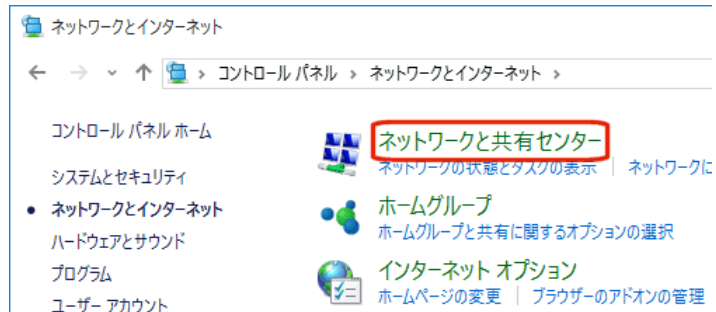 ネットワークとインターネット
コントロール パネル › ネットワークとインターネット ›
コントロール パネル ホーム
システムとセキュリティ
ネットワークとインターネット
ハードウェアとサウンド
プログラム
ユーザー アカウント
ネットワークと共有センター
ネットワークの状態とタスクの表示 | ネットワークに
ホームグループ
ホームグループと共有に関するオプションの選択
インターネット オプション
ホームページの変更 | ブラウザーのアドオンの管理